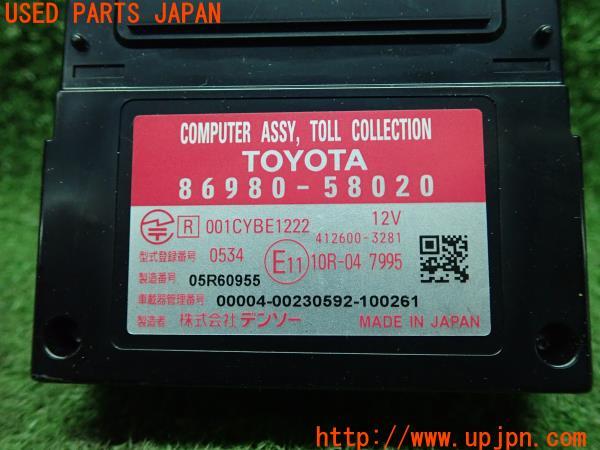 USED PARTS JAPAN
COMPUTER ASSY, TOLL COLLECTION
TOYOTA
86980-58020
R 001CYBE1222 12V
412600-3281
型式登録番号 0534 E11 10R-04 7995
製造番号 05R60955
車載器管理番号 00004-00230592-100261
製造者 株式会社 デンソー MADE IN JAPAN
http://www.upjpn.com